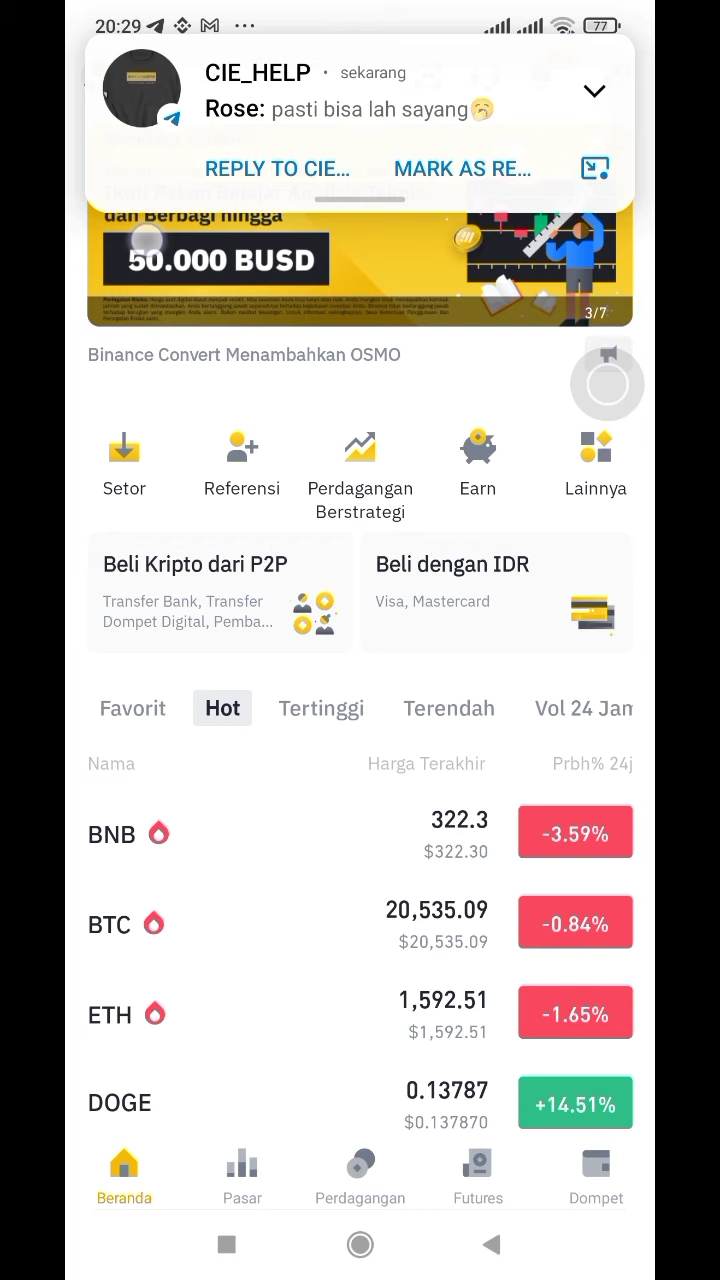 20:29
77
CIE_HELP · sekarang
Rose: pasti bisa lah sayang🥱
REPLY TO CIE...
MARK AS RE...
dan Berbagi hingga
50.000 BUSD
3/7
Binance Convert Menambahkan OSMO
Setor
Referensi
Perdagangan
Berstrategi
Earn
Lainnya
Beli Kripto dari P2P
Transfer Bank, Transfer
Dompet Digital, Pemba...
Beli dengan IDR
Visa, Mastercard
Favorit
Hot
Tertinggi
Terendah
Vol 24 Jam
Nama
Harga Terakhir
Prbh% 24j
BNB
322.3
$322.30
-3.59%
BTC
20,535.09
$20,535.09
-0.84%
ETH
1,592.51
$1,592.51
-1.65%
DOGE
0.13787
$0.137870
+14.51%
Beranda
Pasar
Perdagangan
Futures
Dompet